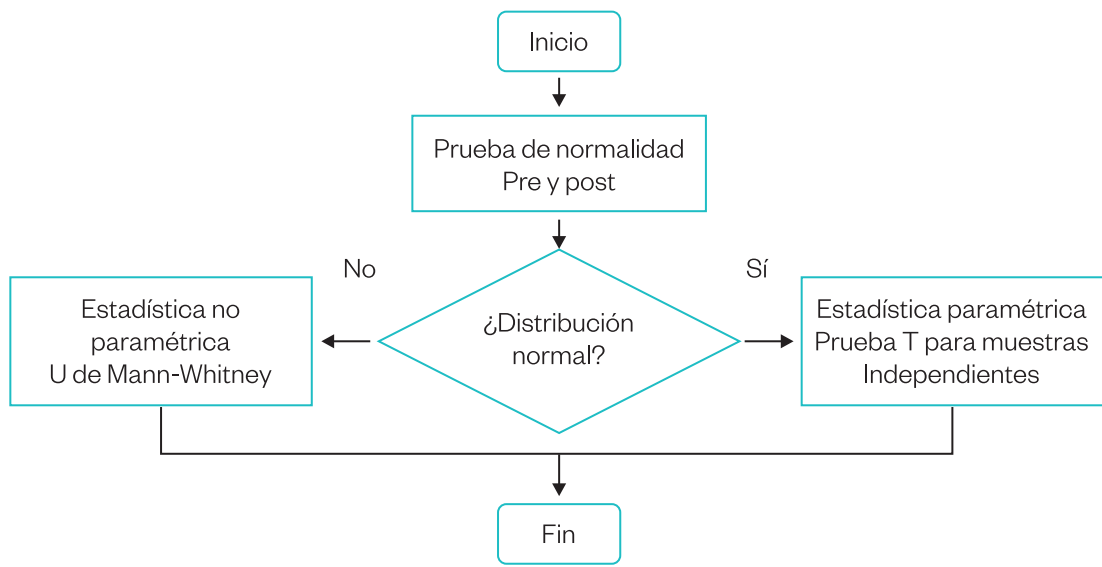 Inicio
Prueba de normalidad
Pre y post
No
Sí
Estadística no
paramétrica
U de Mann-Whitney
¿Distribución
normal?
Estadística paramétrica
Prueba T para muestras
Independientes
Fin